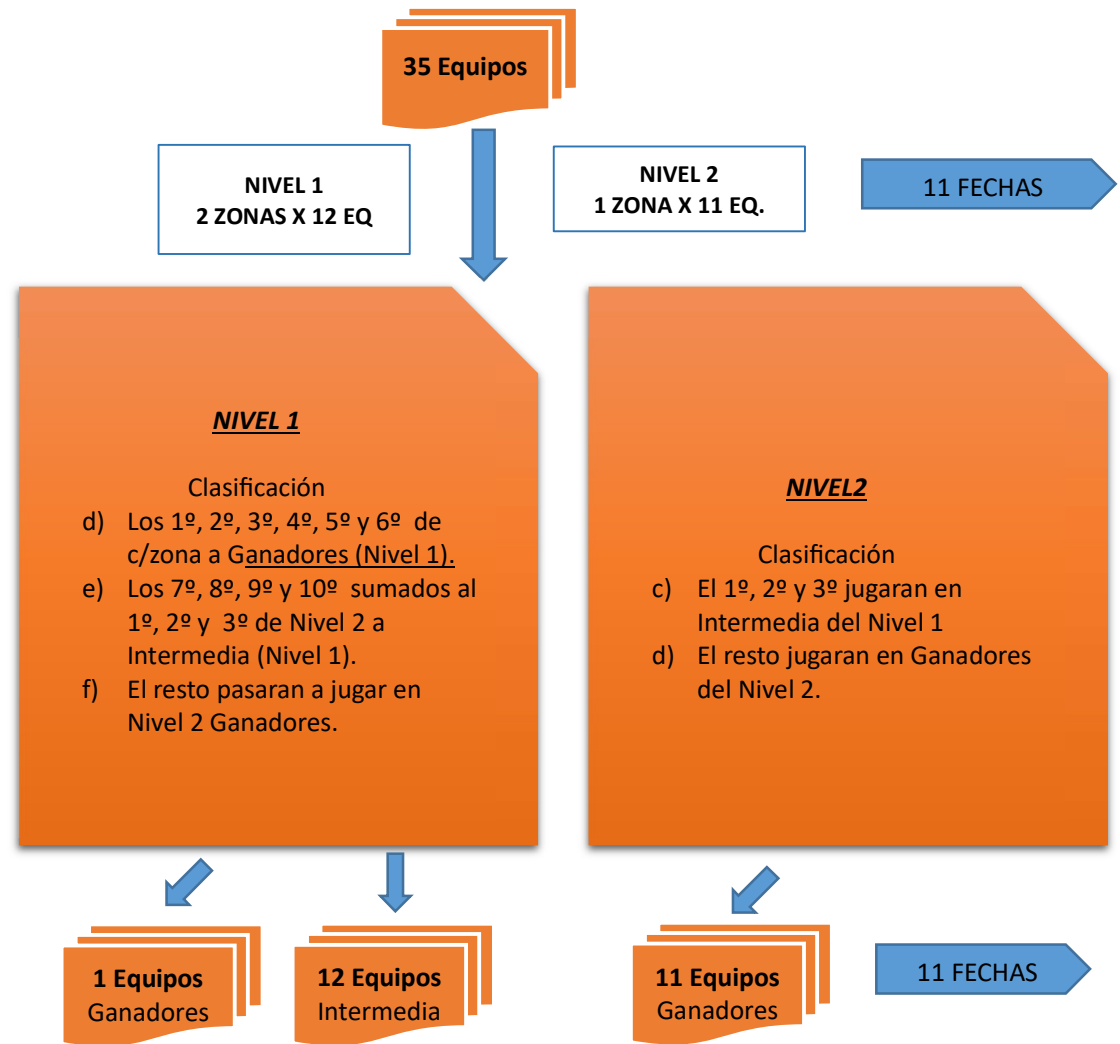 35 Equipos
NIVEL 1
2 ZONAS X 12 EQ
NIVEL 2
1 ZONA X 11 EQ.
11 FECHAS
NIVEL 1
Clasificación
d) Los 1º, 2º, 3º, 4º, 5º y 6º de
c/zona a Ganadores (Nivel 1).
e) Los 7º, 8º, 9º y 10º sumados al
1º, 2º y 3º de Nivel 2 a
Intermedia (Nivel 1).
f) El resto pasaran a jugar en
Nivel 2 Ganadores.
NIVEL2
Clasificación
c) El 1º, 2º y 3º jugaran en
Intermedia del Nivel 1
d) El resto jugaran en Ganadores
del Nivel 2.
1 Equipos
Ganadores
12 Equipos
Intermedia
11 Equipos
Ganadores
11 FECHAS